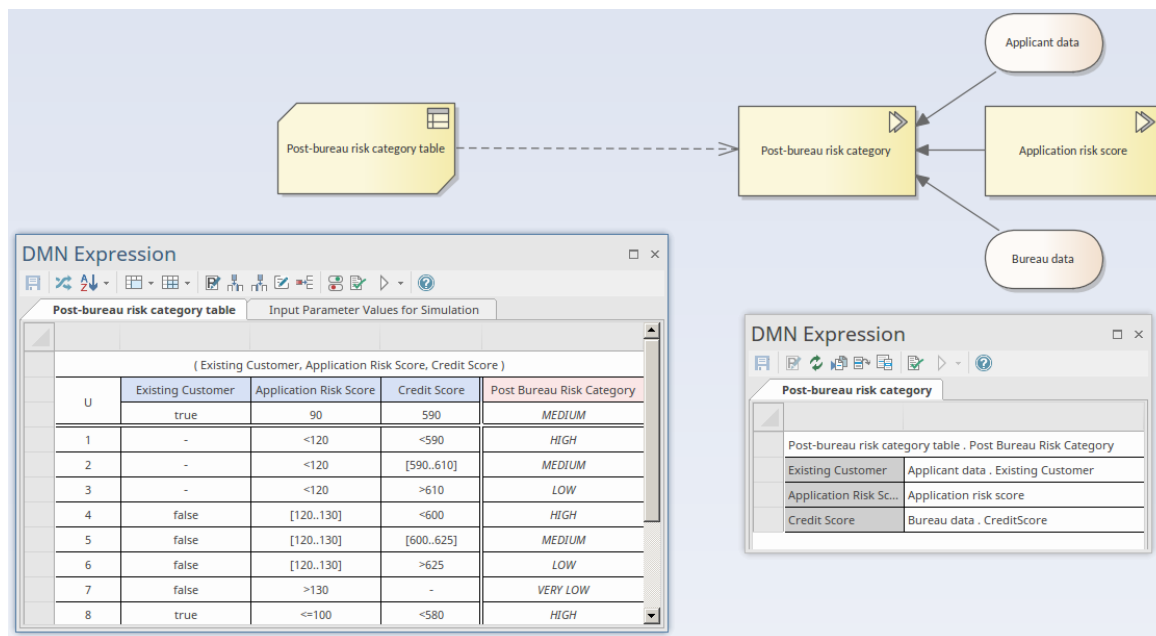 Applicant data
Post-bureau risk category table
Post-bureau risk category
Application risk score
Bureau data
DMN Expression
Post-bureau risk category table Input Parameter Values for Simulation
( Existing Customer, Application Risk Score, Credit Score )
U Existing Customer Application Risk Score Credit Score Post Bureau Risk Category
true 90 590 MEDIUM
1 - <120 <590 HIGH
2 - <120 [590..610] MEDIUM
3 - <120 >610 LOW
4 false [120..130] <600 HIGH
5 false [120..130] [600..625] MEDIUM
6 false [120..130] >625 LOW
7 false >130 - VERY LOW
8 true <=100 <580 HIGH
DMN Expression
Post-bureau risk category
Post-bureau risk category table . Post Bureau Risk Category
Existing Customer Applicant data . Existing Customer
Application Risk Sc... Application risk score
Credit Score Bureau data . CreditScore